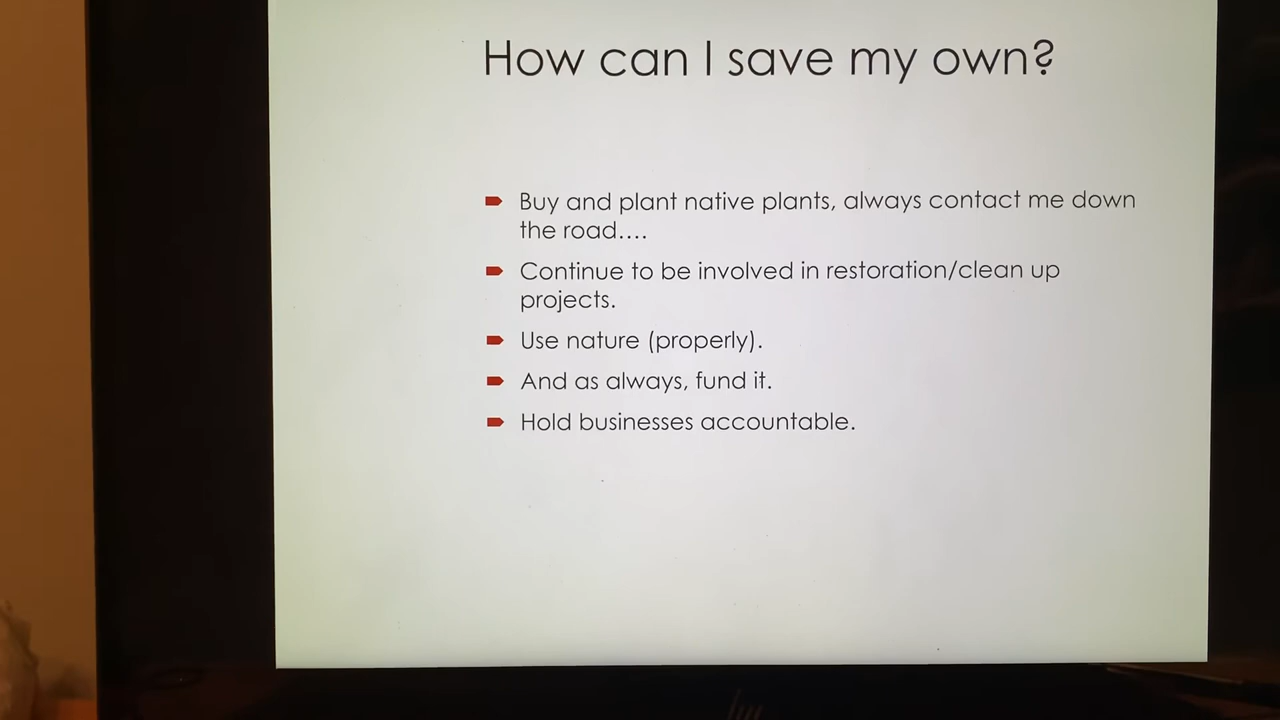 How can I save my own?
Buy and plant native plants, always contact me down
the road....
Continue to be involved in restoration/clean up
projects.
Use nature (properly).
And as always, fund it.
Hold businesses accountable.
hp